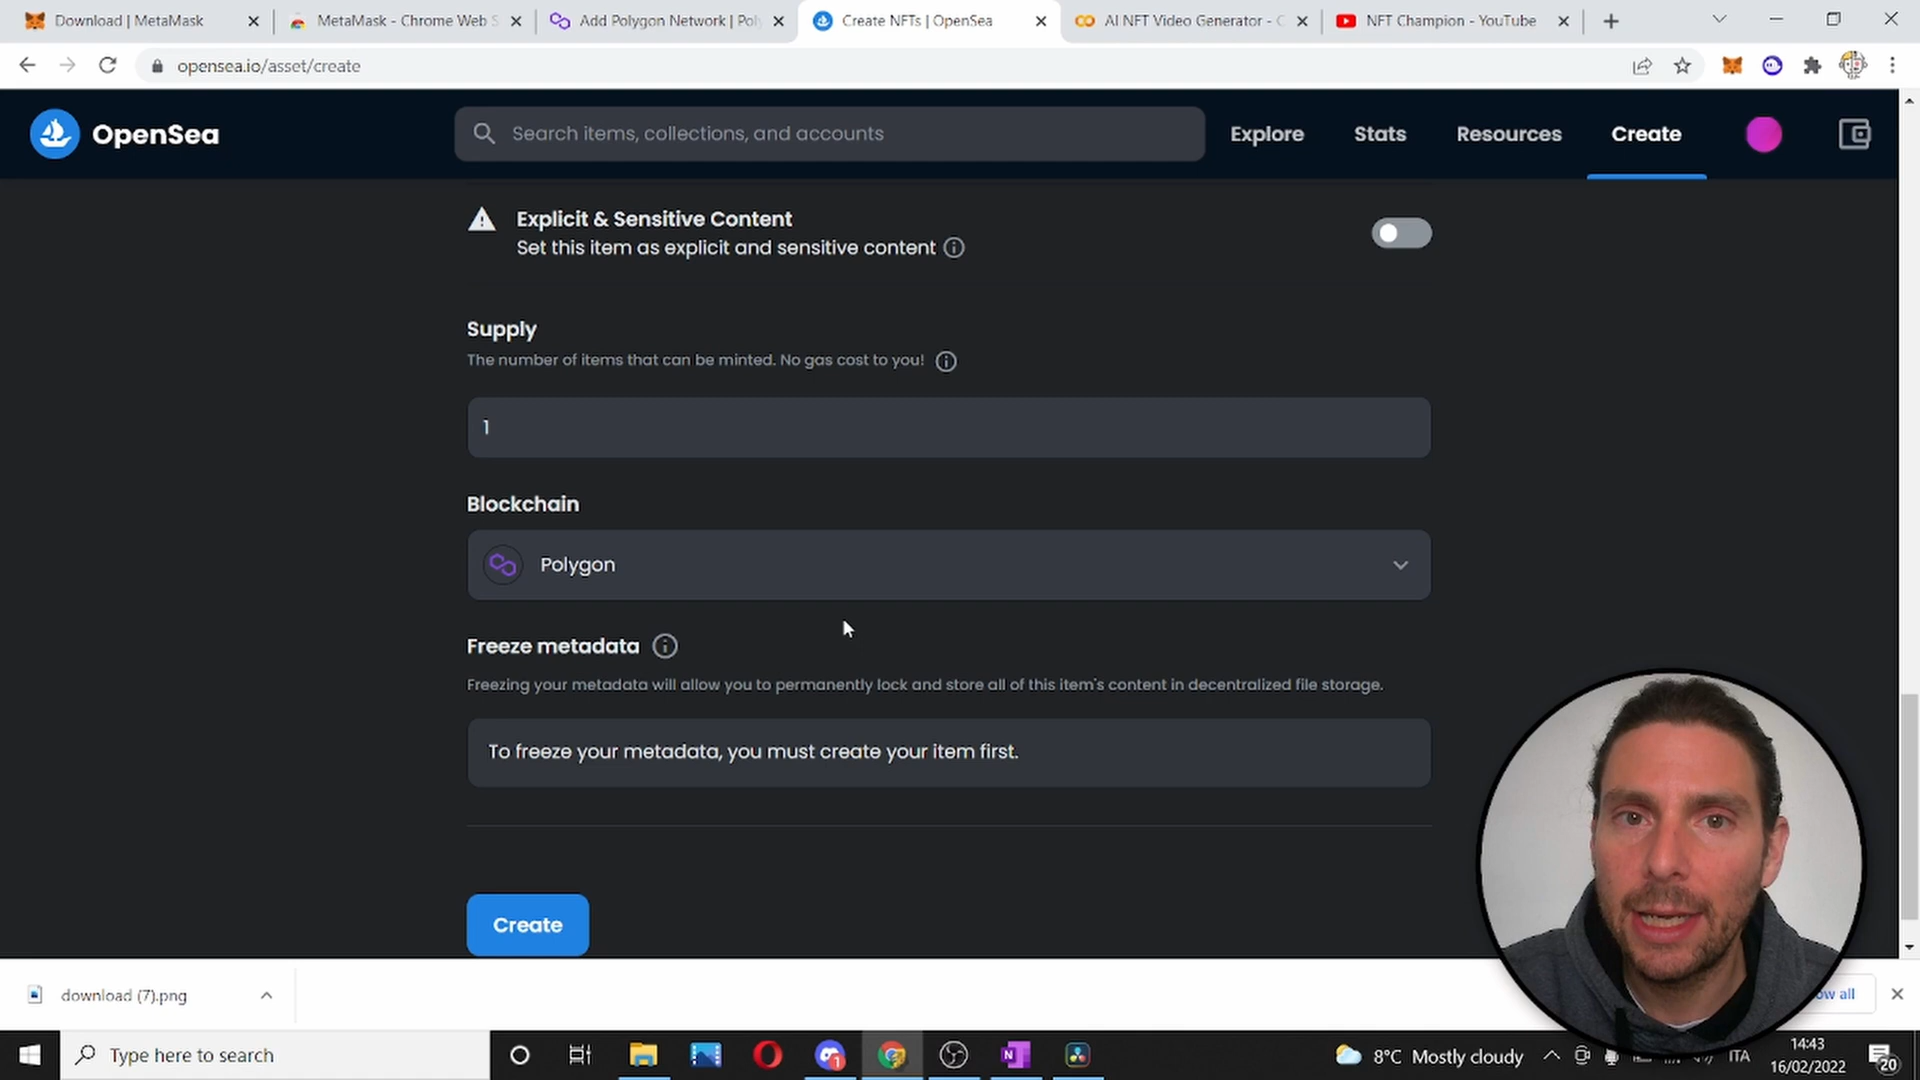 Download | MetaMask
MetaMask - Chrome Web S
Add Polygon Network | Pol
Create NFTs | OpenSea
AI NFT Video Generator - C
NFT Champion - YouTube
opensea.io/asset/create
OpenSea
Search items, collections, and accounts
Explore
Stats
Resources
Create
Explicit & Sensitive Content
Set this item as explicit and sensitive content
Supply
The number of items that can be minted. No gas cost to you!
1
Blockchain
Polygon
Freeze metadata
Freezing your metadata will allow you to permanently lock and store all of this item's content in decentralized file storage.
To freeze your metadata, you must create your item first.
Create
download (7).png
all
Type here to search
1
N
8°C Mostly cloudy
ITA
14:43
16/02/2022
20